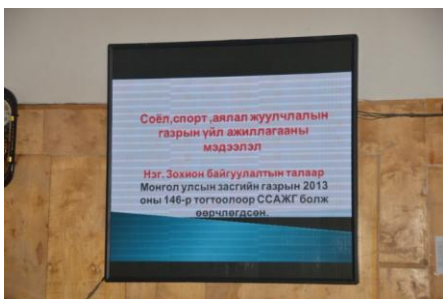 Соёл,спорт ,аялал жуулчлалын
газрын үйл ажиллагааны
мэдээлэл
Нэг. Зохион байгуулалтын талаар
Монгол улсын засгийн газрын 2013
оны 146-р тогтоолоор ССАЖГ болж
өөрчлөгдсөн.